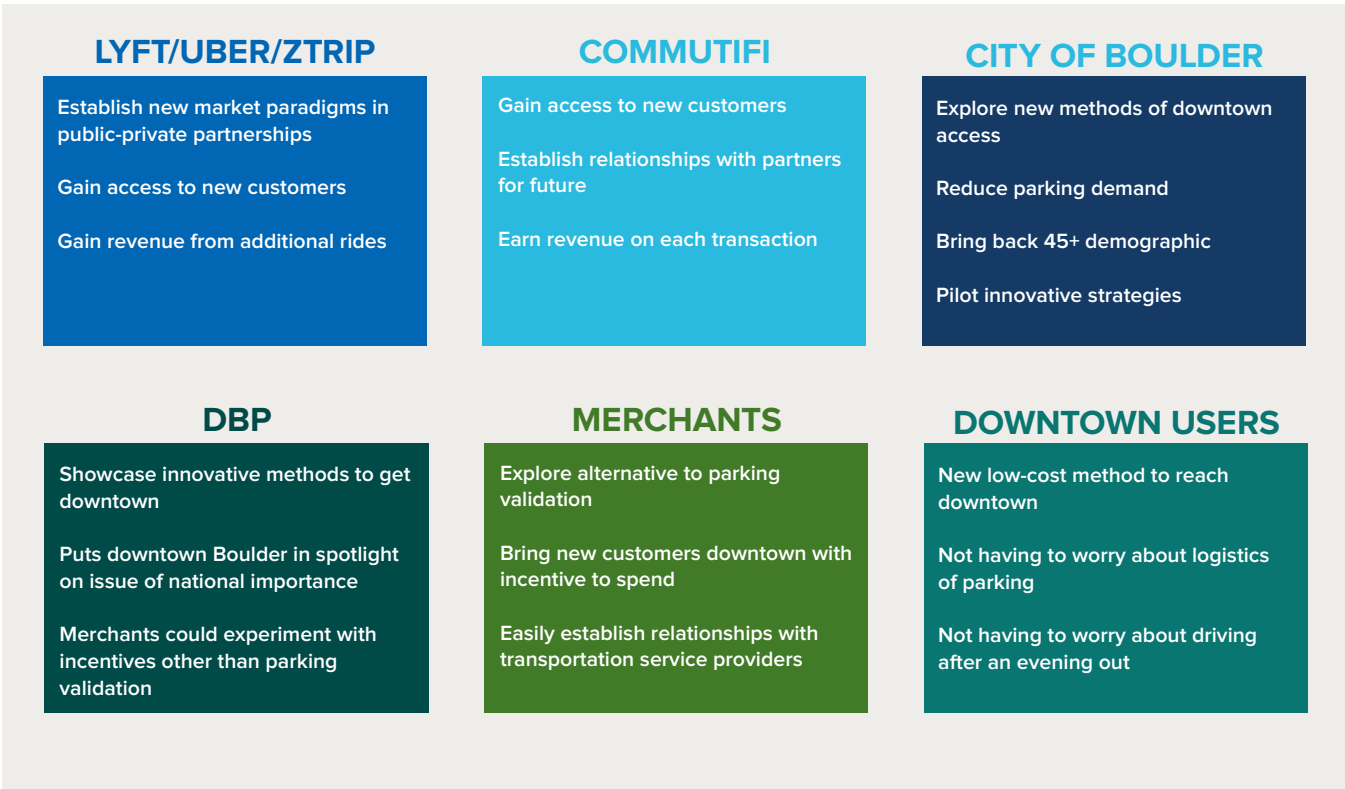 LYFT/UBER/ZTRIP
Establish new market paradigms in
public-private partnerships
Gain access to new customers
Gain revenue from additional rides
COMMUTIFI
Gain access to new customers
Establish relationships with partners
for future
Earn revenue on each transaction
CITY OF BOULDER
Explore new methods of downtown
access
Reduce parking demand
Bring back 45+ demographic
Pilot innovative strategies
DBP
Showcase innovative methods to get
downtown
Puts downtown Boulder in spotlight
on issue of national importance
Merchants could experiment with
incentives other than parking
validation
MERCHANTS
Explore alternative to parking
validation
Bring new customers downtown with
incentive to spend
Easily establish relationships with
transportation service providers
DOWNTOWN USERS
New low-cost method to reach
downtown
Not having to worry about logistics
of parking
Not having to worry about driving
after an evening out